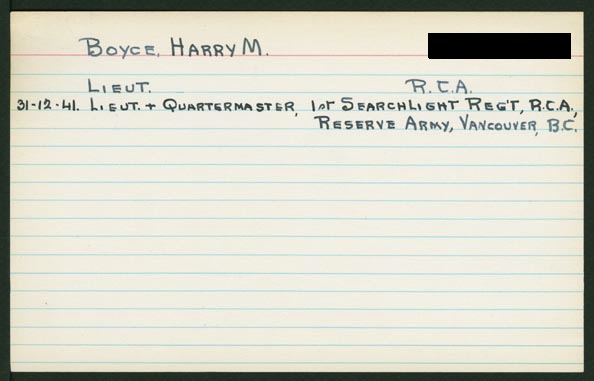 BOYCE, HARRY M.
LIEUT. R.C.A.
31-12-41. LIEUT. + QUARTERMASTER, 1st SEARCHLIGHT REG'T, R.C.A.,
RESERVE ARMY, VANCOUVER, B.C.